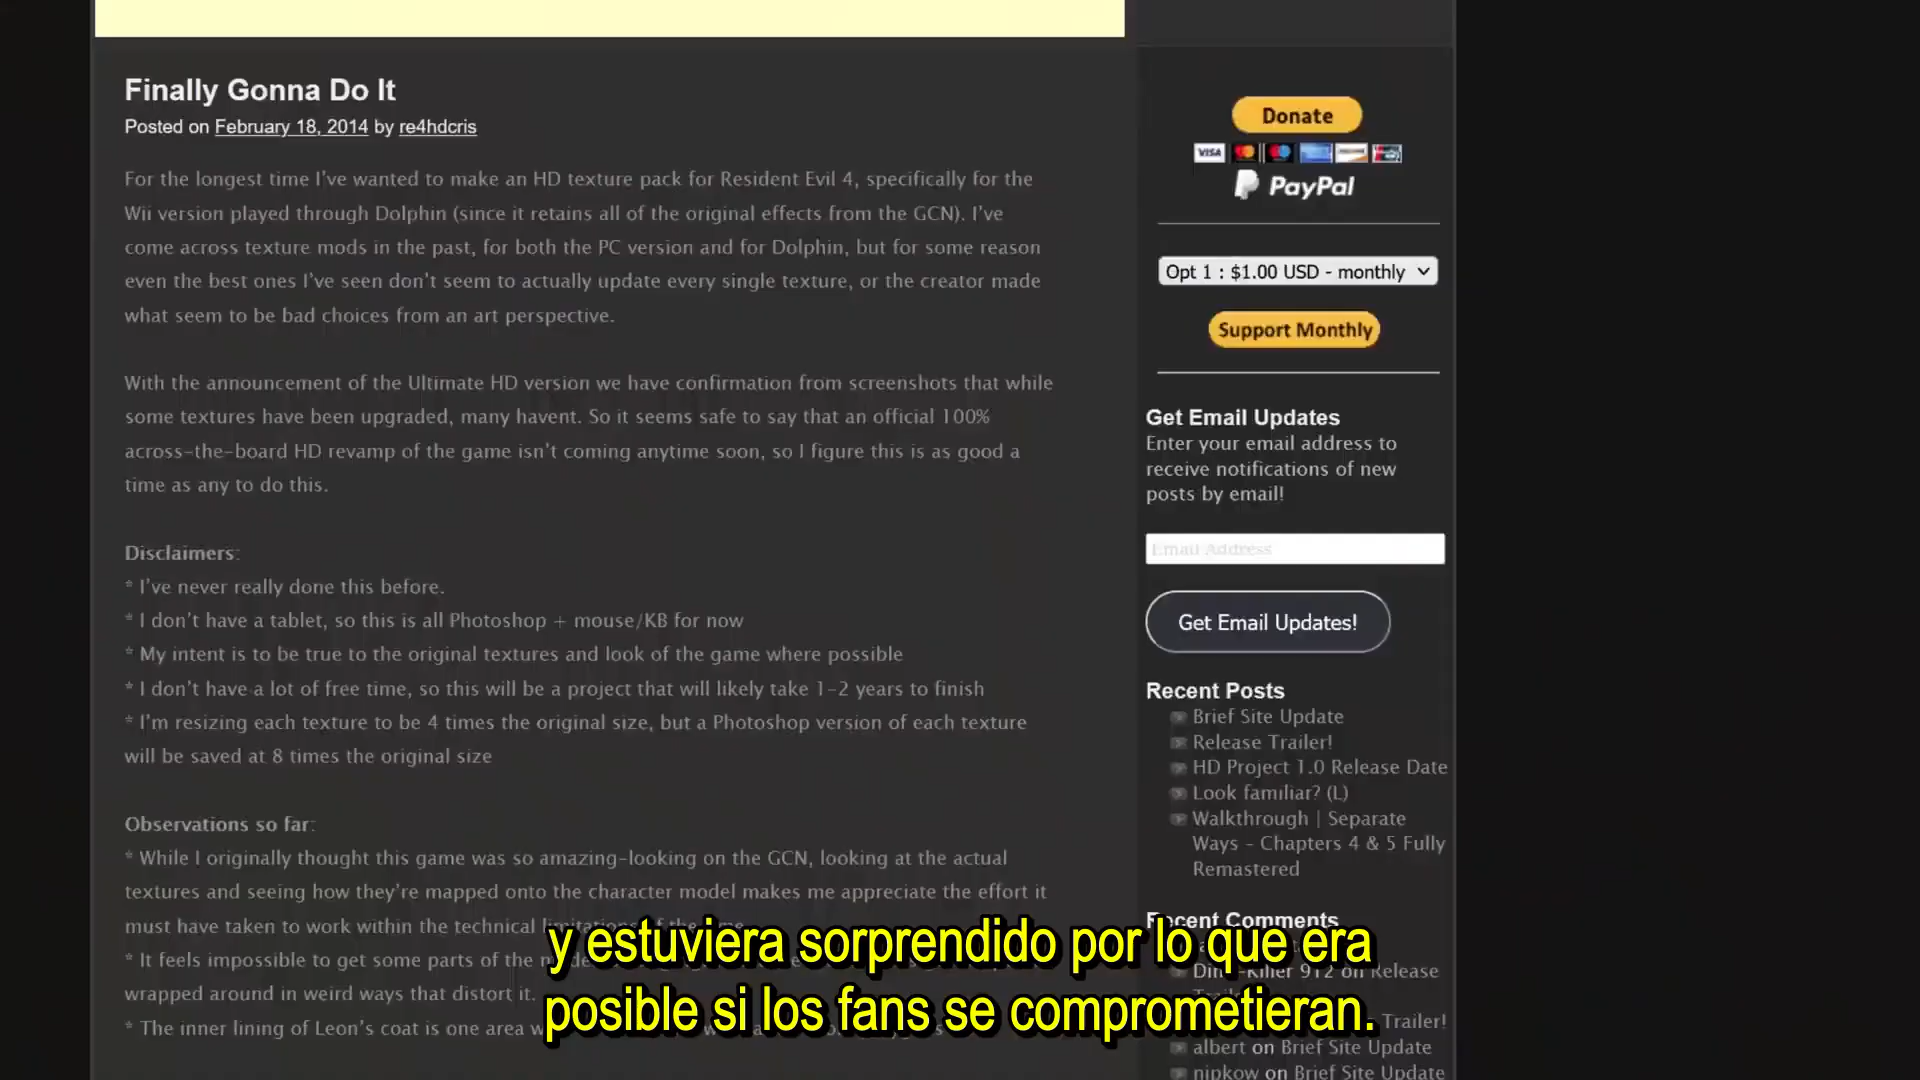 Finally Gonna Do It
Posted on February 18, 2014 by re4hdcris
For the longest time I've wanted to make an HD texture pack for Resident Evil 4, specifically for the
Wii version played through Dolphin (since it retains all of the original effects from the GCN). I've
come across texture mods in the past, for both the PC version and for Dolphin, but for some reason
even the best ones I've seen don't seem to actually update every single texture, or the creator made
what seem to be bad choices from an art perspective.
With the announcement of the Ultimate HD version we have confirmation from screenshots that while
some textures have been upgraded, many havent. So it seems safe to say that an official 100%
across-the-board HD revamp of the game isn't coming anytime soon, so I figure this is as good a
time as any to do this.
Disclaimers:
* I've never really done this before.
* I don't have a tablet, so this is all Photoshop + mouse/KB for now
* My intent is to be true to the original textures and look of the game where possible
* I don't have a lot of free time, so this will be a project that will likely take 1-2 years to finish
* I'm resizing each texture to be 4 times the original size, but a Photoshop version of each texture
will be saved at 8 times the original size
Observations so far:
* While I originally thought this game was so amazing-looking on the GCN, looking at the actual
textures and seeing how they're mapped onto the character model makes me appreciate the effort it
must have taken to work within the technical limitations of the time.
* It feels impossible to get some parts of the
wrapped around in weird ways that distort it.
* The inner lining of Leon's coat is one area
Donate
VISA
PayPal
Opt 1 : $1.00 USD - monthly
Support Monthly
Get Email Updates
Enter your email address to
receive notifications of new
posts by email!
Email Address
Get Email Updates!
Recent Posts
Brief Site Update
Release Trailer!
HD Project 1.0 Release Date
Look familiar? (L)
Walkthrough | Separate
Ways - Chapters 4 & 5 Fully
Remastered
Recent Comments
912 on Release
Trailer!
albert on Brief Site Update
nipkow on Brief Site Update
y estuviera sorprendido por lo que era
posible si los fans se comprometieran.